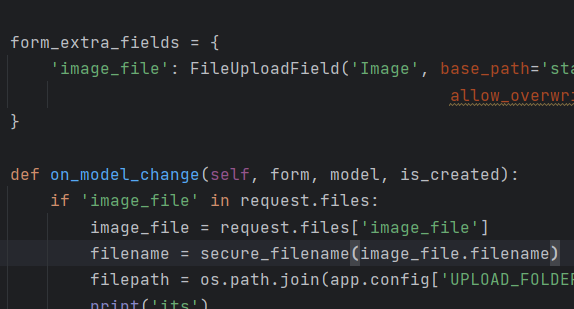 form_extra_fields = {
'image_file': FileUploadField('Image', base_path='sta
allow_overwri
}
def on_model_change(self, form, model, is_created):
if 'image_file' in request.files:
image_file = request.files['image_file']
filename = secure_filename(image_file.filename)
filepath = os.path.join(app.config['UPLOAD_FOLDER
print('its')